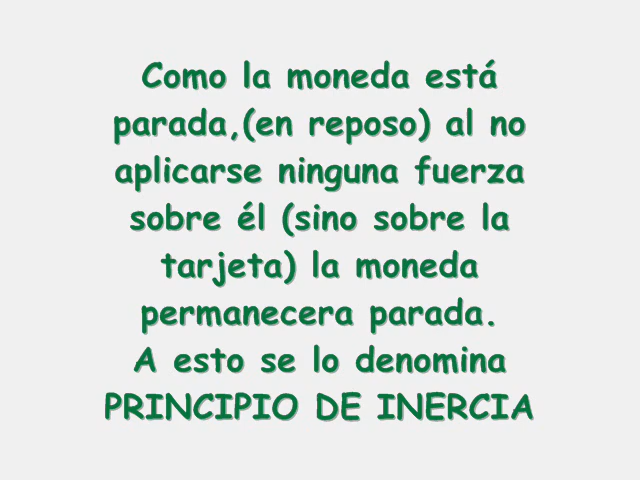 Como la moneda está
parada,(en reposo) al no
aplicarse ninguna fuerza
sobre él (sino sobre la
tarjeta) la moneda
permanecera parada.
A esto se lo denomina
PRINCIPIO DE INERCIA